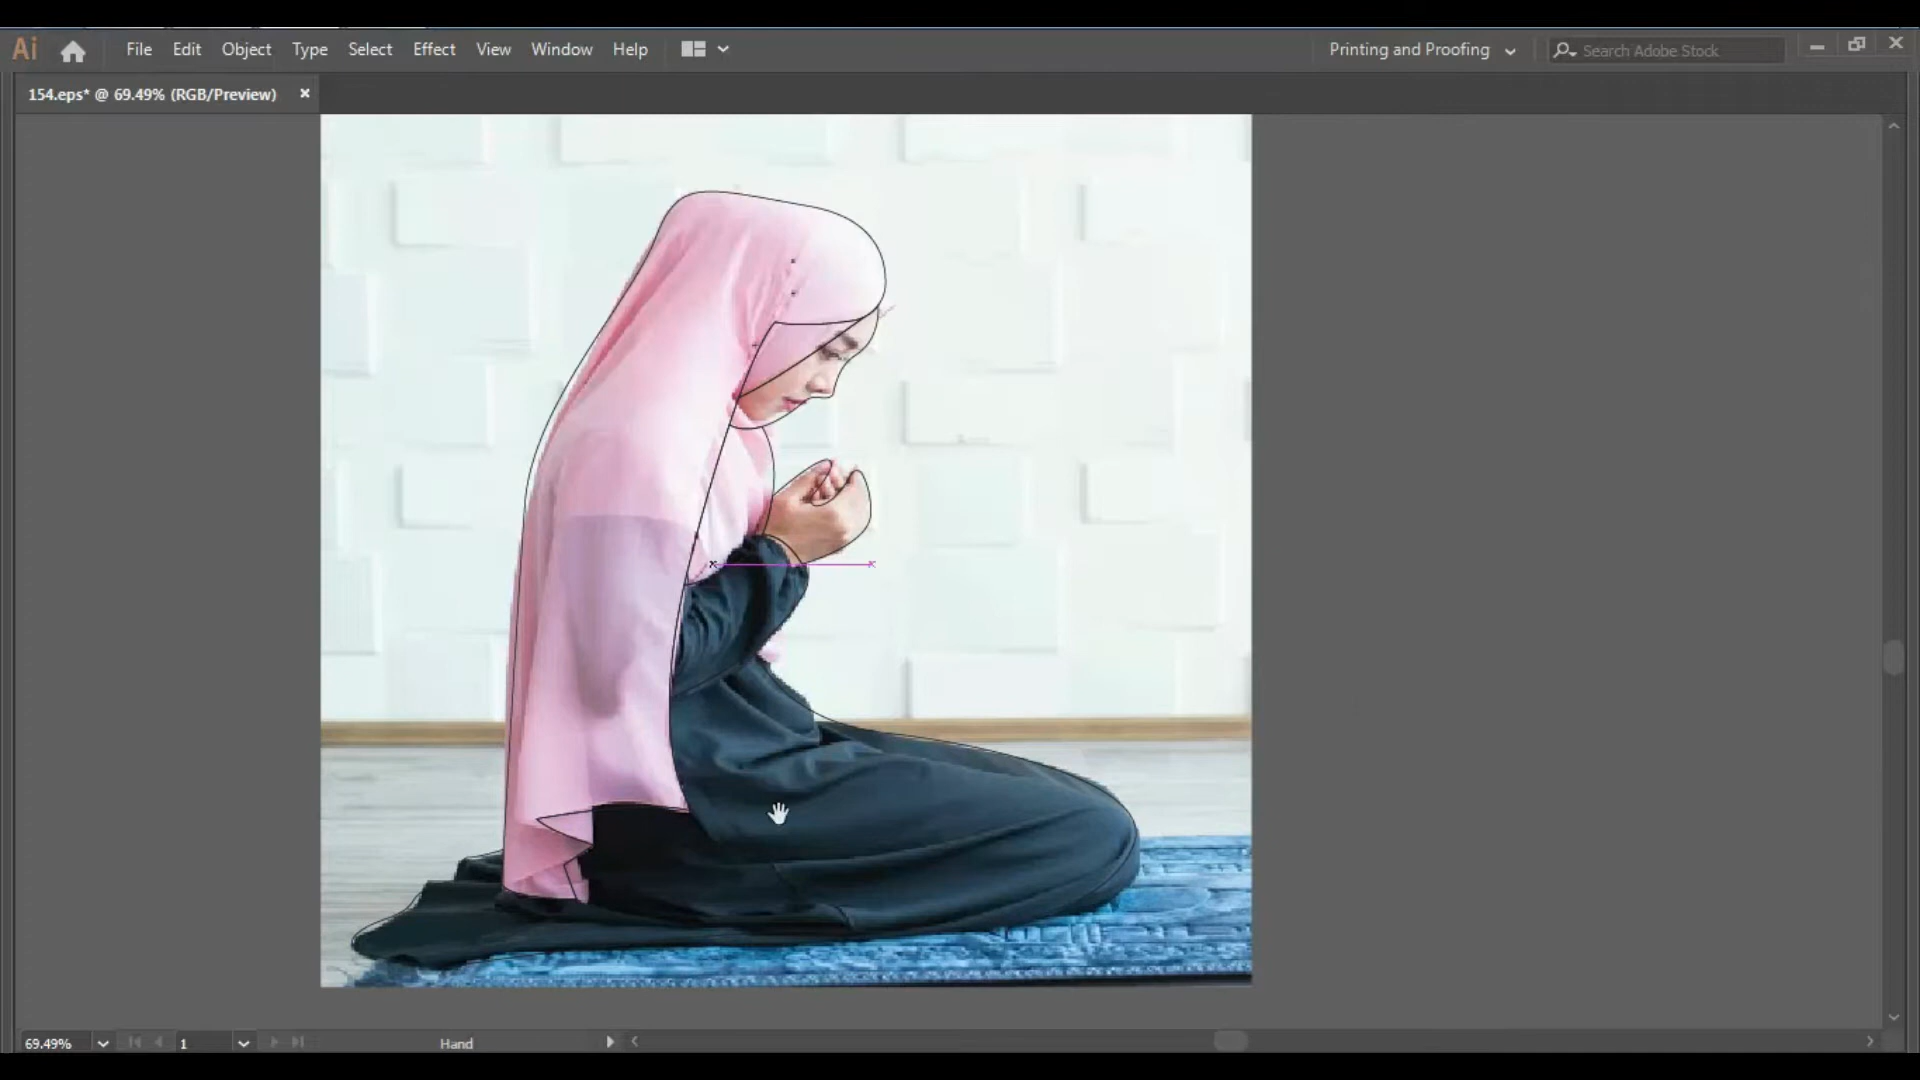 Ai File Edit Object Type Select Effect View Window Help Printing and Proofing Search Adobe Stock
154.eps* @ 69.49% (RGB/Preview) ×
69.49% 1 Hand